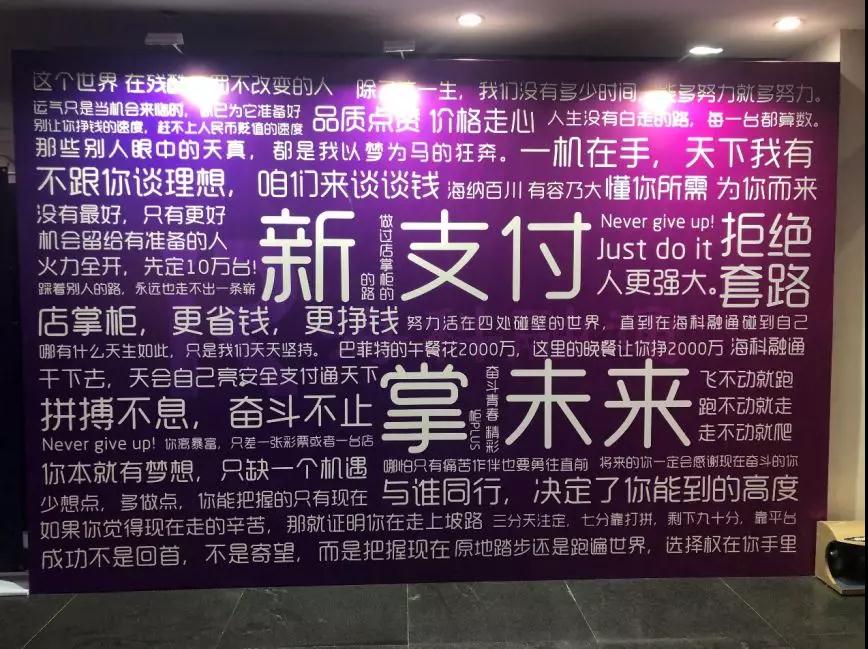 这个世界 在残酷 罚不改变的人 除了 一生，我们没有多少时间，能多努力就多努力。
运气只是当机会来临时， 已为它准备好
别让你挣钱的速度，赶不上人民币贬值的速度
品质点赞 价格走心
人生没有白走的路，每一台都算数。
那些别人眼中的天真，都是我以梦为马的狂奔。
一机在手，天下我有
不跟你谈理想，咱们来谈谈钱
海纳百川 有容乃大
懂你所需 为你而来
没有最好，只有更好
机会留给有准备的人
火力全开，先定10万台!
踩着别人的路，永远也走不出一条崭
新
的路
做过店掌柜的
支付
Never give up!
Just do it
人更强大。
拒绝
套路
店掌柜，更省钱，更挣钱
努力活在四处碰壁的世界，直到在海科融通碰到自己
哪有什么天生如此，只是我们天天坚持。
巴菲特的午餐花2000万，这里的晚餐让你挣2000万
海科融通
干下去，天会自己亮
安全支付通天下
拼搏不息，奋斗不止
Never give up!
你离暴富，只差一张彩票或者一台店
掌
柜PLUS
奋斗青春 精彩
未来
飞不动就跑
跑不动就走
走不动就爬
你本就有梦想，只缺一个机遇
哪怕只有痛苦作伴也要勇往直前
将来的你一定会感谢现在奋斗的你
少想点，多做点，你能把握的只有现在
与谁同行，决定了你能到的高度
如果你觉得现在走的辛苦，那就证明你在走上坡路
三分天注定，七分靠打拼，剩下九十分，靠平台
成功不是回首，不是寄望，而是把握现在
原地踏步还是跑遍世界，选择权在你手里